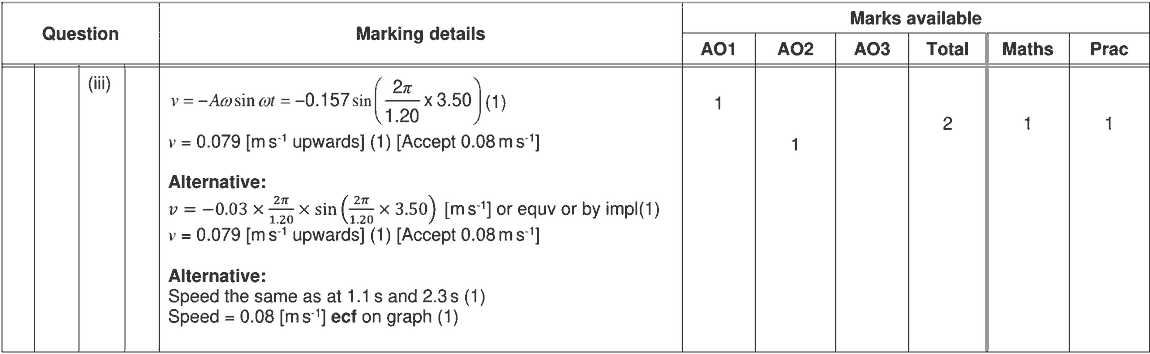 Question Marking details Marks available
AO1 AO2 AO3 Total Maths Prac
(iii)
v = −Aω sin ωt = −0.157 sin(2π/1.20 x 3.50) (1) 1
2 1 1
v = 0.079 [m s⁻¹ upwards] (1) [Accept 0.08 m s⁻¹] 1
Alternative:
v = −0.03 × 2π/1.20 × sin (2π/1.20 × 3.50) [m s⁻¹] or equv or by impl(1)
v = 0.079 [m s⁻¹ upwards] (1) [Accept 0.08 m s⁻¹]
Alternative:
Speed the same as at 1.1 s and 2.3 s (1)
Speed = 0.08 [m s⁻¹] ecf on graph (1)